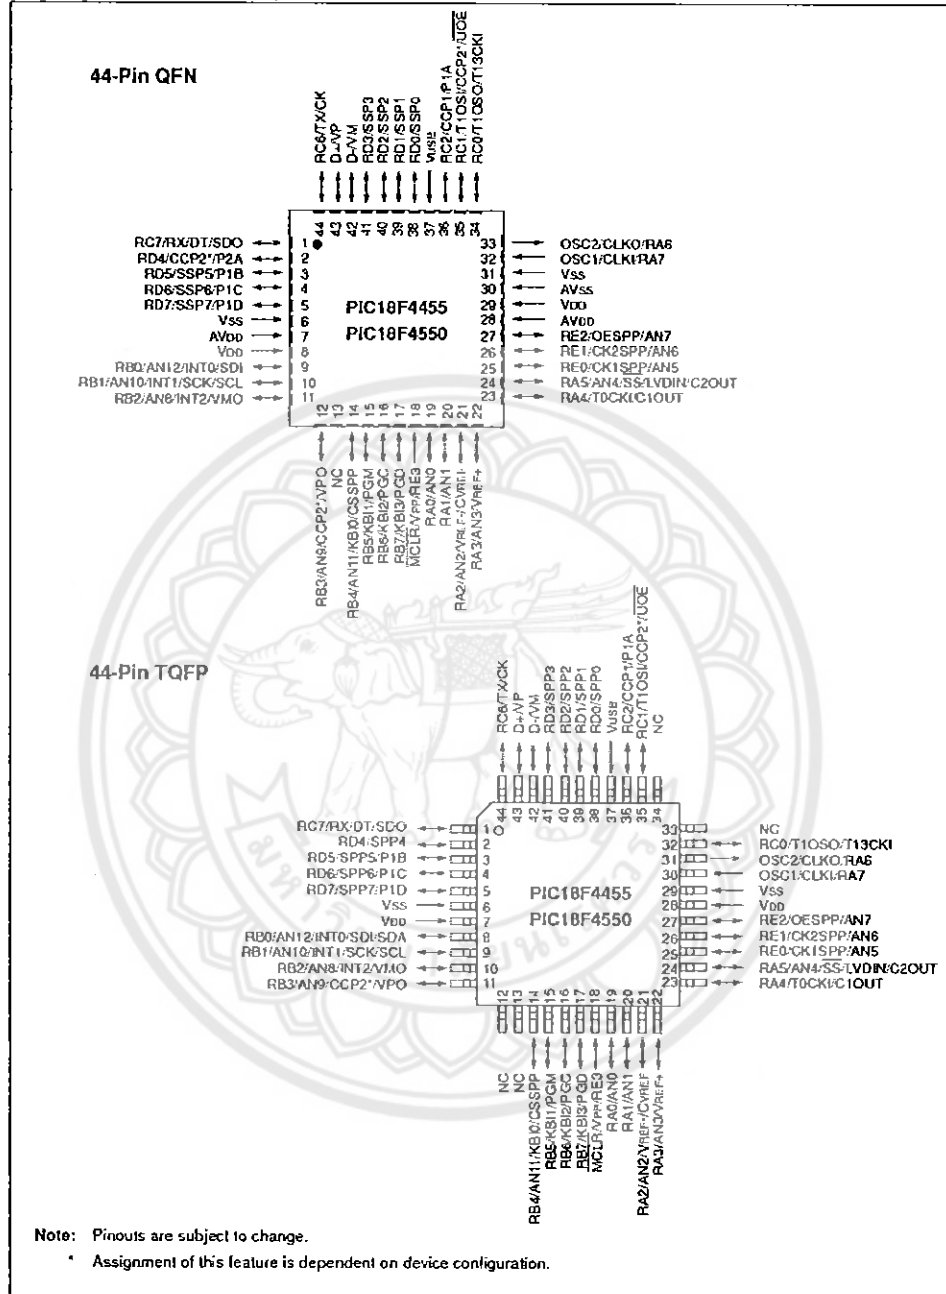 44-Pin QFN
RC6/TX/CK
D+/VP
D-/VM
RD3/SSP3
RD2/SSP2
RD1/SSP1
RD0/SSP0
VUSB
RC2/CCP1/P1A
RC1/T1OSI/CCP2*/UOE
RC0/T1OSO/T13CKI
44 43 42 41 40 39 38 37 36 35 34
RC7/RX/DT/SDO 1
RD4/CCP2*/P2A 2
RD5/SSP5/P1B 3
RD6/SSP6/P1C 4
RD7/SSP7/P1D 5
VSS 6
AVDD 7
VDD 8
RB0/AN12/INT0/SDI 9
RB1/AN10/INT1/SCK/SCL 10
RB2/AN8/INT2/VMO 11
PIC18F4455
PIC18F4550
33 OSC2/CLKO/RA6
32 OSC1/CLKI/RA7
31 VSS
30 AVSS
29 VDD
28 AVDD
27 RE2/OESPP/AN7
26 RE1/CK2SPP/AN6
25 RE0/CK1SPP/AN5
24 RA5/AN4/SS/LVDIN/C2OUT
23 RA4/T0CKI/C1OUT
12 13 14 15 16 17 18 19 20 21 22
RB3/AN9/CCP2*/VPO
NC
RB4/AN11/KBI0/CSSPP
RB5/KBI1/PGM
RB6/KBI2/PGC
RB7/KBI3/PGD
MCLR/VPP/RE3
RA0/AN0
RA1/AN1
RA2/AN2/VREF-/CVREF
RA3/AN3/VREF+
44-Pin TQFP
RC6/TX/CK
D+/VP
D-/VM
RD3/SPP3
RD2/SPP2
RD1/SPP1
RD0/SPP0
VUSB
RC2/CCP1/P1A
RC1/T1OSI/CCP2*/UOE
NC
44 43 42 41 40 39 38 37 36 35 34
RC7/RX/DT/SDO 1
RD4/SPP4 2
RD5/SPP5/P1B 3
RD6/SPP6/P1C 4
RD7/SPP7/P1D 5
VSS 6
VDD 7
RB0/AN12/INT0/SDI/SDA 8
RB1/AN10/INT1/SCK/SCL 9
RB2/AN8/INT2/VMO 10
RB3/AN9/CCP2*/VPO 11
PIC18F4455
PIC18F4550
33 NC
32 RC0/T1OSO/T13CKI
31 OSC2/CLKO/RA6
30 OSC1/CLKI/RA7
29 VSS
28 VDD
27 RE2/OESPP/AN7
26 RE1/CK2SPP/AN6
25 RE0/CK1SPP/AN5
24 RA5/AN4/SS/LVDIN/C2OUT
23 RA4/T0CKI/C1OUT
12 13 14 15 16 17 18 19 20 21 22
NC
NC
RB4/AN11/KBI0/CSSPP
RB5/KBI1/PGM
RB6/KBI2/PGC
RB7/KBI3/PGD
MCLR/VPP/RE3
RA0/AN0
RA1/AN1
RA2/AN2/VREF-/CVREF
RA3/AN3/VREF+
Note: Pinouts are subject to change.
* Assignment of this feature is dependent on device configuration.